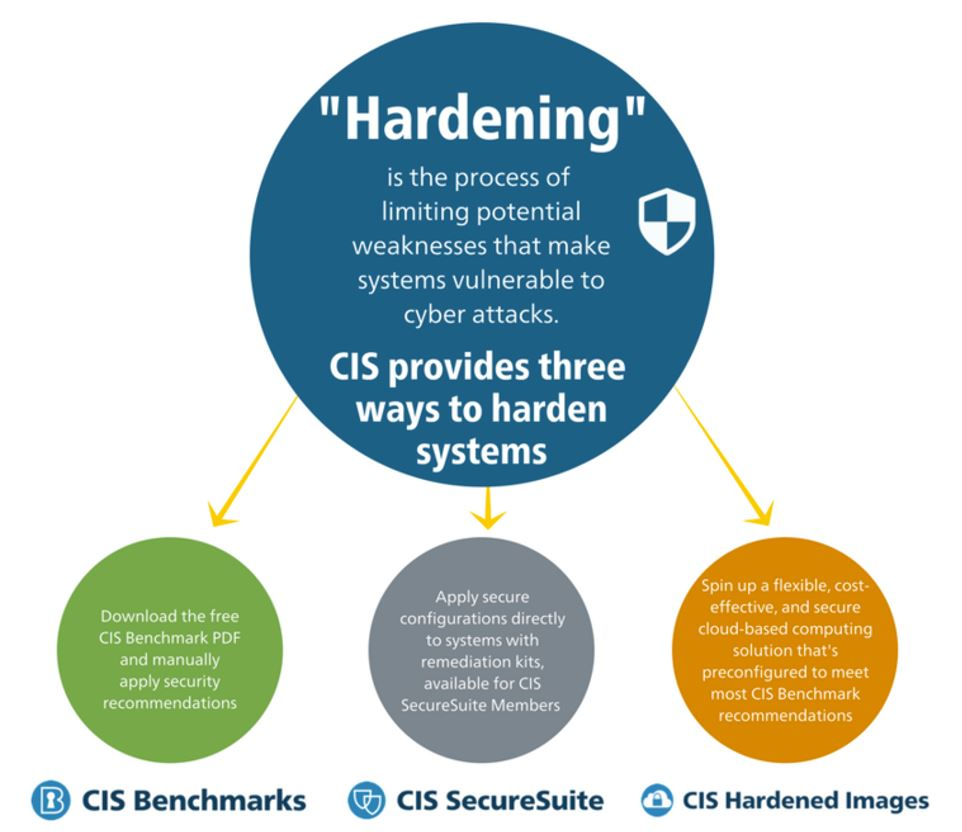 "Hardening"
is the process of
limiting potential
weaknesses that make
systems vulnerable to
cyber attacks.
CIS provides three
ways to harden
systems
Download the free
CIS Benchmark PDF
and manually
apply security
recommendations
Apply secure
configurations directly
to systems with
remediation kits,
available for CIS
SecureSuite Members
Spin up a flexible, cost-
effective, and secure
cloud-based computing
solution that's
preconfigured to meet
most CIS Benchmark
recommendations
CIS Benchmarks
CIS SecureSuite
CIS Hardened Images